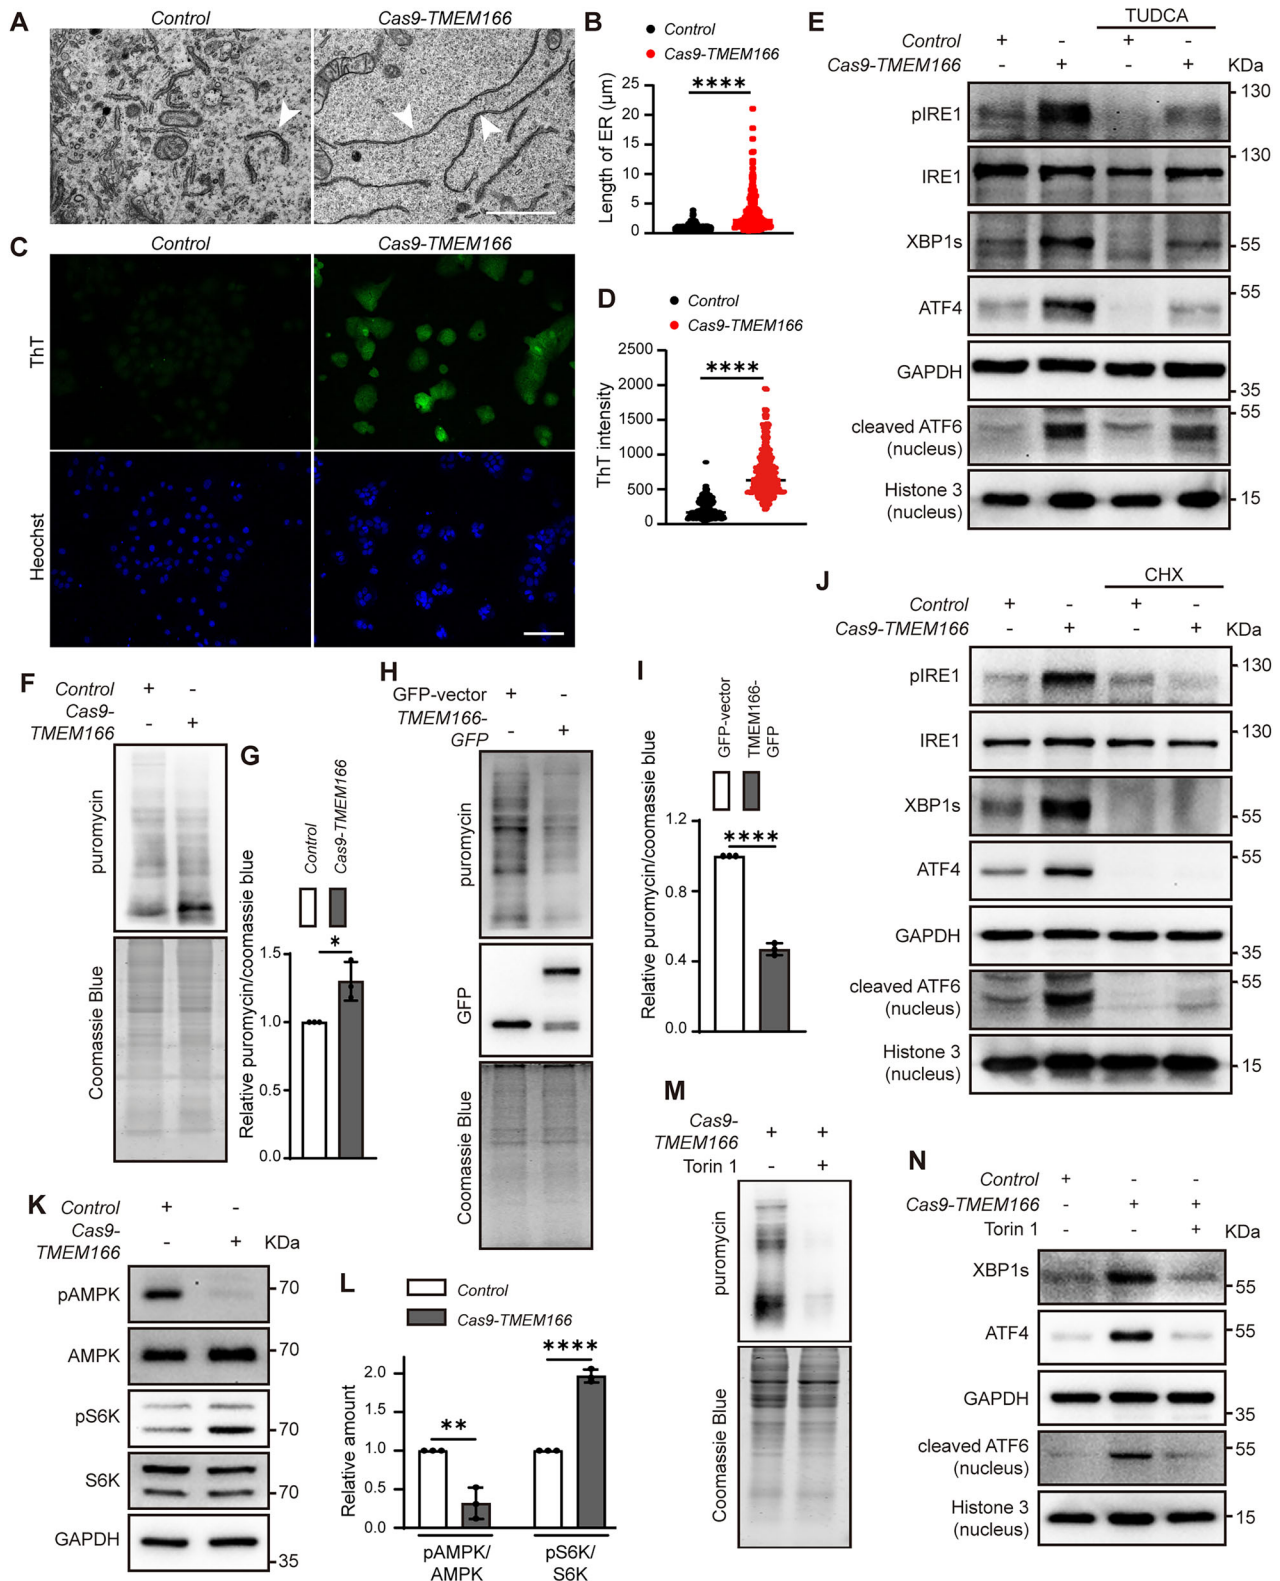 A
Control
Cas9-TMEM166
B
Control
Cas9-TMEM166
****
Length of ER (µm)
25
20
15
10
5
0
C
Control
Cas9-TMEM166
ThT
Heochst
D
Control
Cas9-TMEM166
****
ThT intensity
2500
2000
1500
1000
500
0
E
TUDCA
Control + - + -
Cas9-TMEM166 - + - + KDa
pIRE1
130
IRE1
130
XBP1s
55
ATF4
55
GAPDH
35
cleaved ATF6
(nucleus)
55
Histone 3
(nucleus)
15
F
Control + -
Cas9-
TMEM166 - +
puromycin
Coomassie Blue
G
Control
Cas9-TMEM166
*
Relative puromycin/coomassie blue
1.5
1.0
0.5
0.0
H
GFP-vector + -
TMEM166-
GFP - +
puromycin
GFP
Coomassie Blue
I
GFP-vector
TMEM166-
GFP
****
Relative puromycin/coomassie blue
1.2
0.8
0.4
0.0
J
CHX
Control + - + -
Cas9-TMEM166 - + - + KDa
pIRE1
130
IRE1
130
XBP1s
55
ATF4
55
GAPDH
35
cleaved ATF6
(nucleus)
55
Histone 3
(nucleus)
15
K
Control + -
Cas9-
TMEM166 - + KDa
pAMPK
70
AMPK
70
pS6K
70
S6K
70
GAPDH
35
L
Control
Cas9-TMEM166
**
****
Relative amount
2.0
1.5
1.0
0.5
0.0
pAMPK/
AMPK
pS6K/
S6K
M
Cas9-
TMEM166 + +
Torin 1 - +
puromycin
Coomassie Blue
N
Control + - -
Cas9-TMEM166 - + +
Torin 1 - - + KDa
XBP1s
55
ATF4
55
GAPDH
35
cleaved ATF6
(nucleus)
55
Histone 3
(nucleus)
15